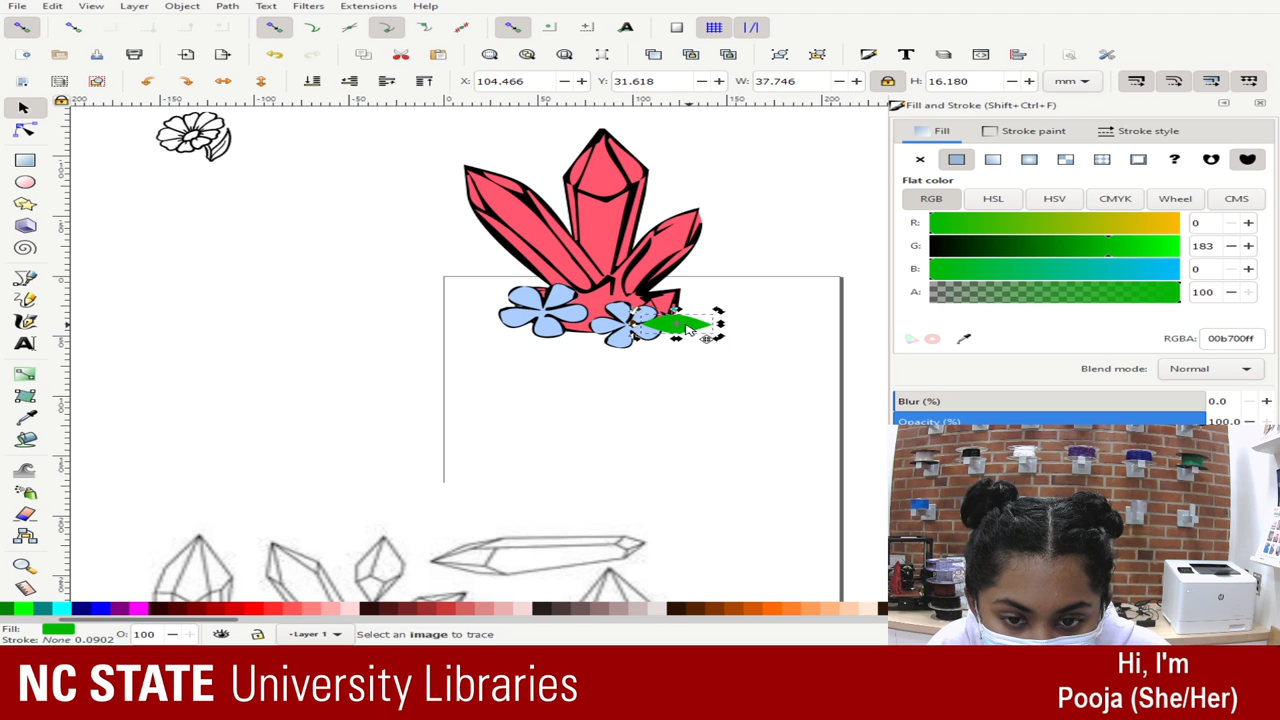 File Edit View Layer Object Path Text Filters Extensions Help
X: 104.466 Y: 31.618 W: 37.746 H: 16.180 mm
Fill and Stroke (Shift+Ctrl+F)
Fill Stroke paint Stroke style
Flat color
RGB HSL HSV CMYK Wheel CMS
R: 0
G: 183
B: 0
A: 100
RGBA: 00b700ff
Blend mode: Normal
Blur (%) 0.0
Opacity (%) 100.0
Fill:
Stroke: None 0.0902
O: 100
Layer 1
Select an image to trace
NC STATE University Libraries
Hi, I'm
Pooja (She/Her)